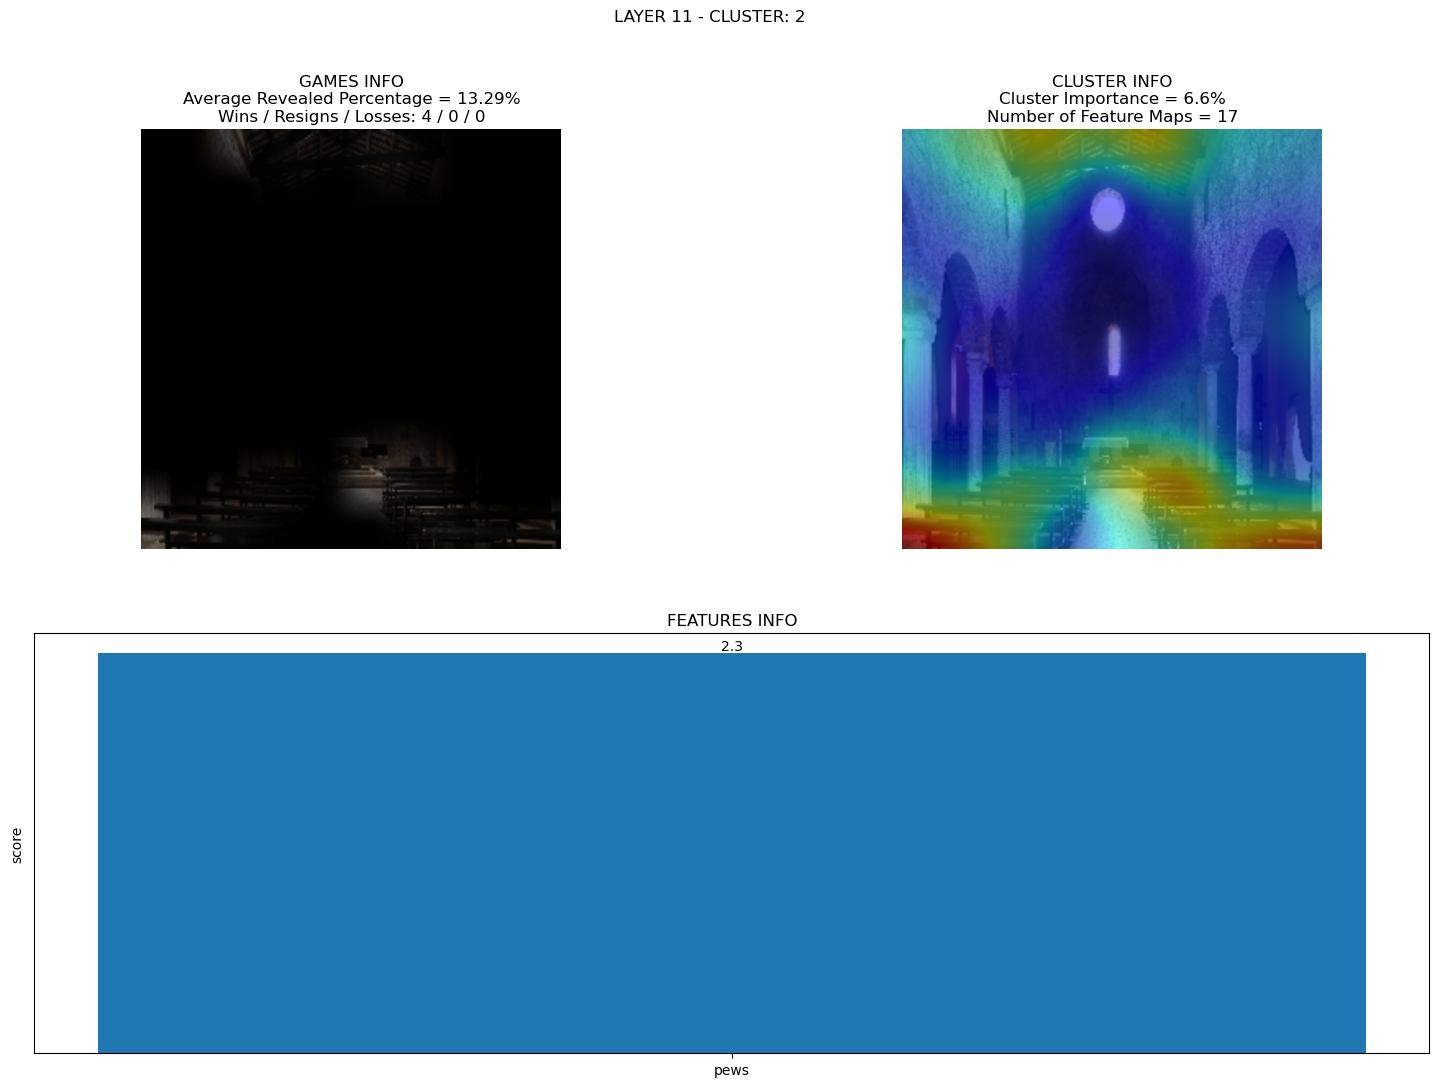 LAYER 11 - CLUSTER: 2
GAMES INFO
Average Revealed Percentage = 13.29%
Wins / Resigns / Losses: 4 / 0 / 0
CLUSTER INFO
Cluster Importance = 6.6%
Number of Feature Maps = 17
FEATURES INFO
2.3
score
pews